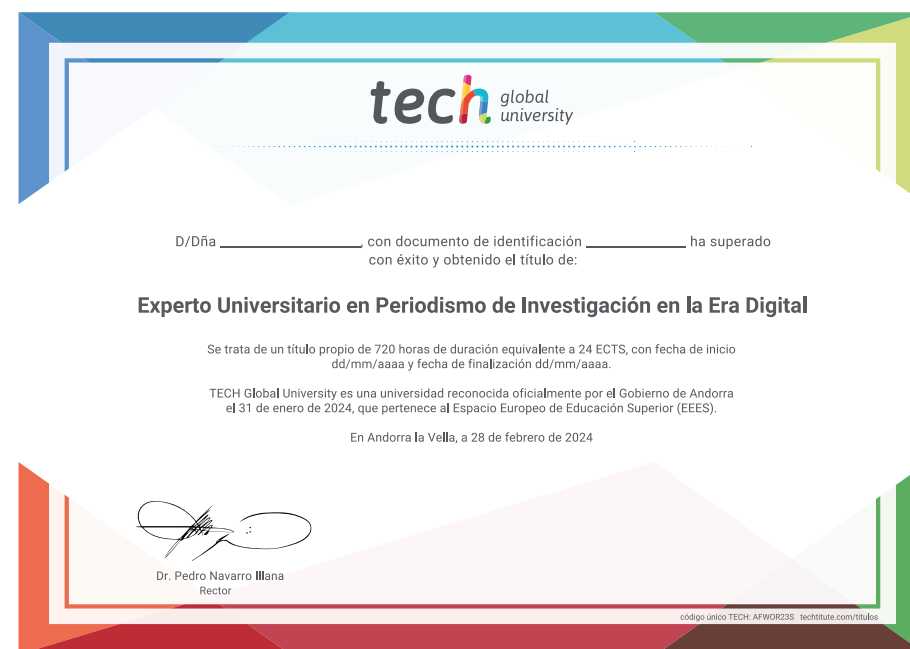 tech global university
D/Dña ____________, con documento de identificación ____________ ha superado
con éxito y obtenido el título de:
Experto Universitario en Periodismo de Investigación en la Era Digital
Se trata de un título propio de 720 horas de duración equivalente a 24 ECTS, con fecha de inicio
dd/mm/aaaa y fecha de finalización dd/mm/aaaa.
TECH Global University es una universidad reconocida oficialmente por el Gobierno de Andorra
el 31 de enero de 2024, que pertenece al Espacio Europeo de Educación Superior (EEES).
En Andorra la Vella, a 28 de febrero de 2024
Dr. Pedro Navarro Illana
Rector
código único TECH: AFWOR23S techtitute.com/titulos